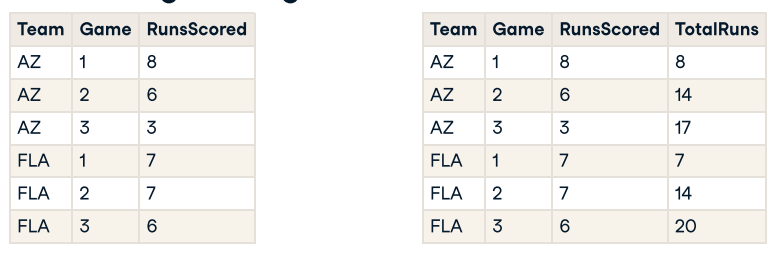 Team Game RunsScored
AZ 1 8
AZ 2 6
AZ 3 3
FLA 1 7
FLA 2 7
FLA 3 6
Team Game RunsScored TotalRuns
AZ 1 8 8
AZ 2 6 14
AZ 3 3 17
FLA 1 7 7
FLA 2 7 14
FLA 3 6 20